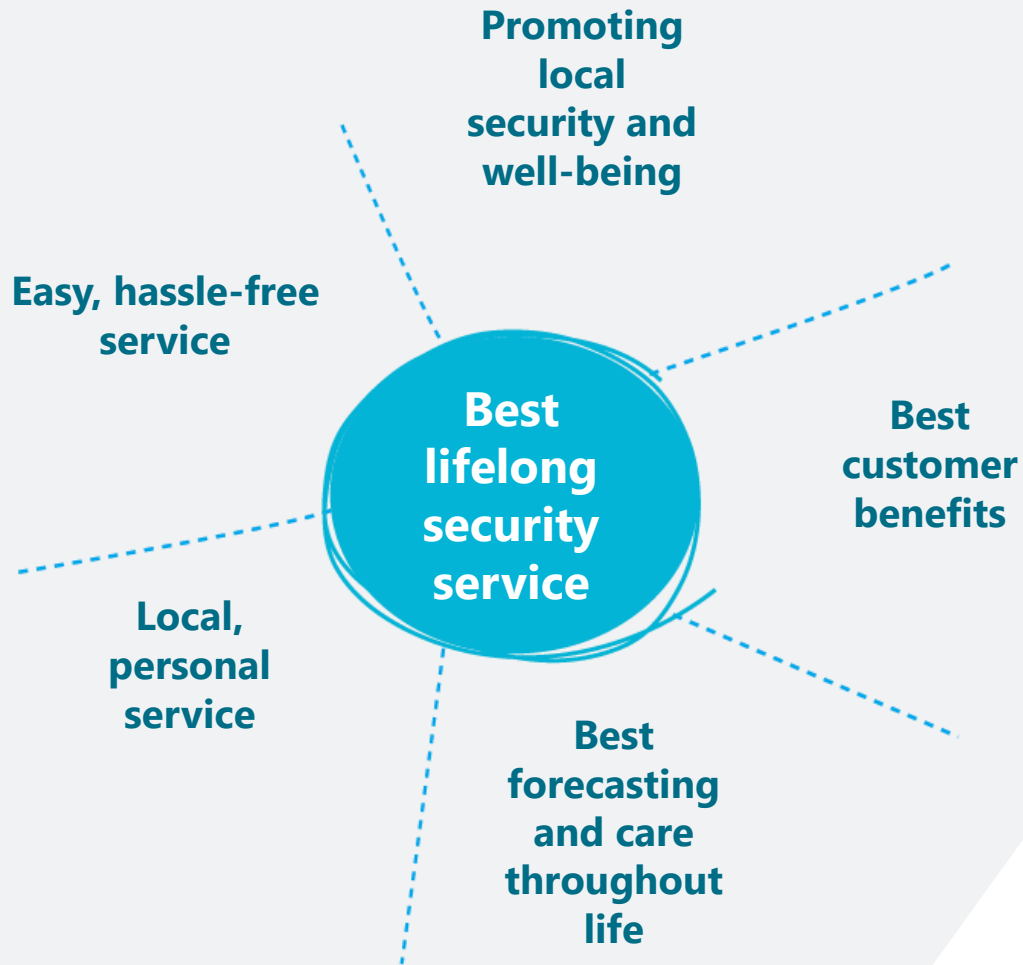 Promoting
local
security and
well-being
Easy, hassle-free
service
Best
lifelong
security
service
Best
customer
benefits
Local,
personal
service
Best
forecasting
and care
throughout
life